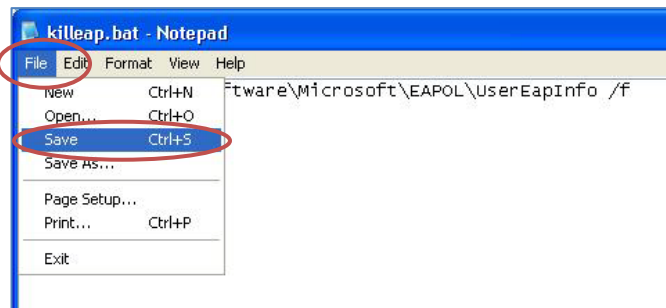 killeap.bat - Notepad
File Edit Format View Help
New Ctrl+N
ftware\Microsoft\EAPOL\UserEapInfo /f
Open... Ctrl+O
Save Ctrl+S
Save As...
Page Setup...
Print... Ctrl+P
Exit